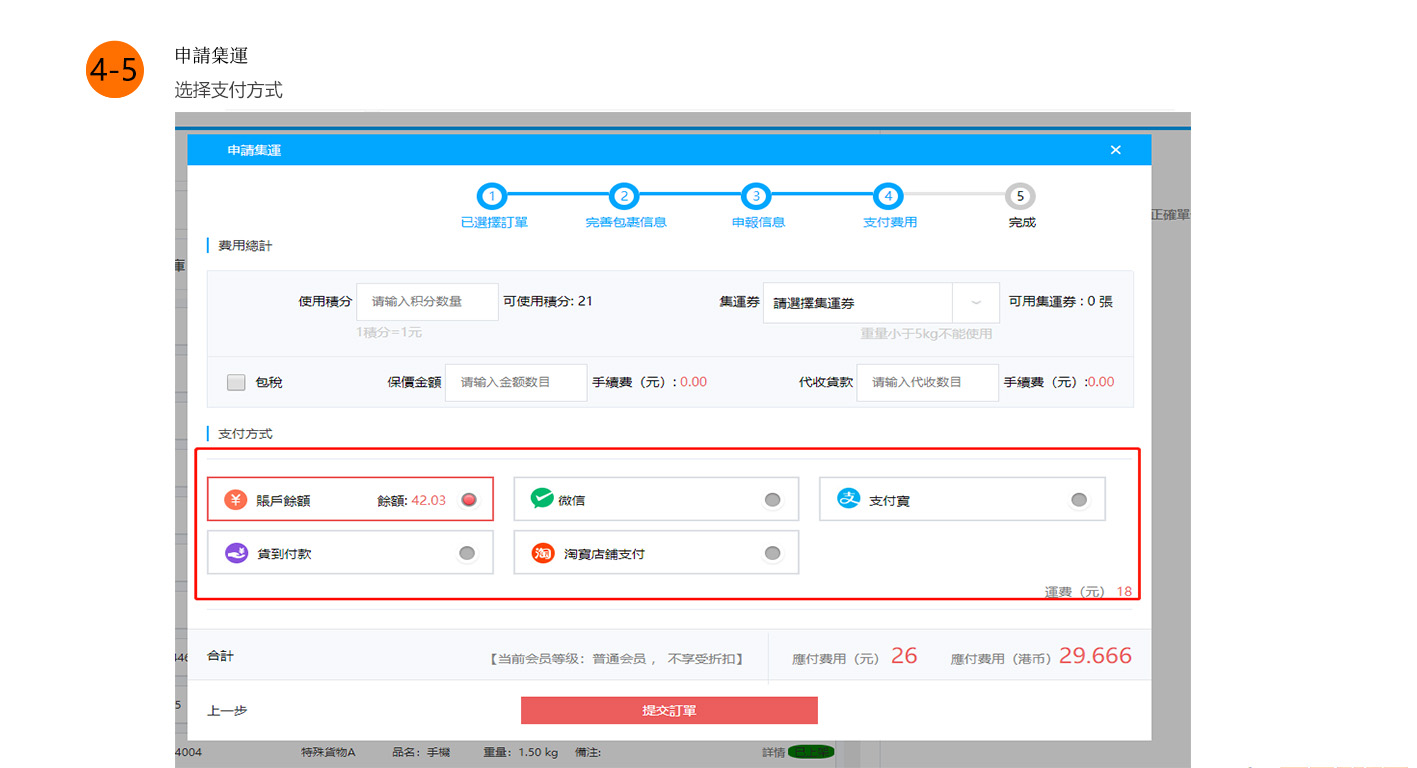 4-5
申請集運
选择支付方式
申請集運 ×
1 2 3 4 5
已選擇訂單 完善包裹信息 申報信息 支付費用 完成
正確單
費用總計
庫
使用積分 请输入积分数量 可使用積分: 21 集運券 請選擇集運券 可用集運券 : 0 張
1積分=1元 重量小于5kg不能使用
包稅 保價金額 请输入金额数目 手續費（元）: 0.00 代收貨款 请输入代收数目 手續費（元）:0.00
支付方式
賬戶餘額 餘額: 42.03 微信 支付寳
貨到付款 淘 淘寶店鋪支付
運費（元） 18
合計 【当前会员等级：普通会员 ， 不享受折扣】 應付費用（元） 26 應付費用（港币） 29.666
上一步 提交訂單
4004 特殊貨物A 品名：手機 重量：1.50 kg 備注: 詳情